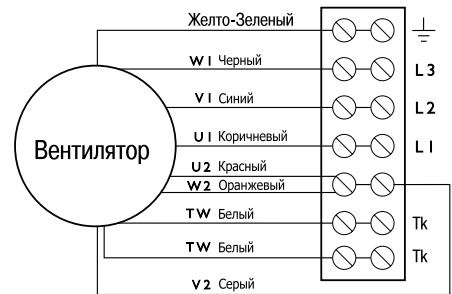 Желто-Зеленый
W1 Черный L3
V1 Синий L2
U1 Коричневый L1
Вентилятор
U2 Красный
W2 Оранжевый
TW Белый Tk
TW Белый Tk
V2 Серый